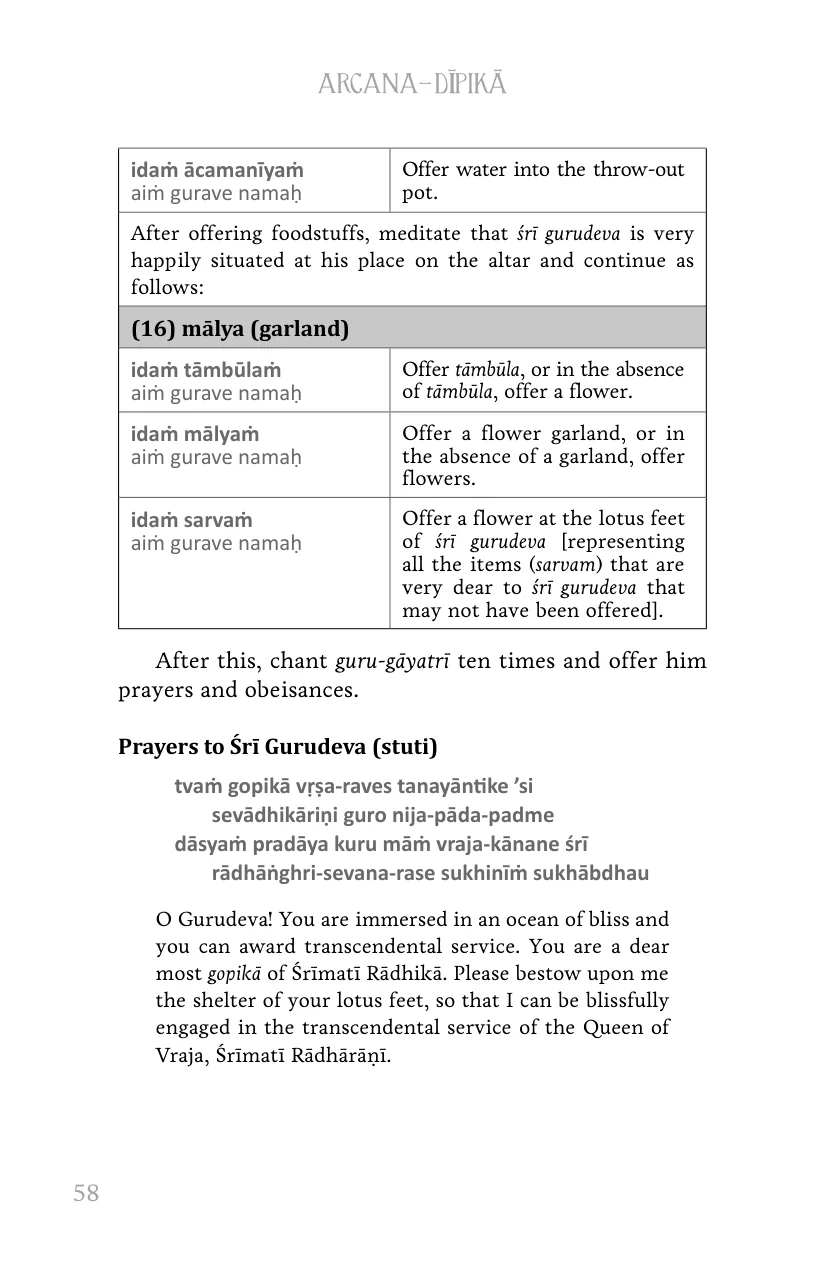 ARCANA–DĪPIKĀ
idaṁ ācamanīyaṁ
aiṁ gurave namaḥ
Offer water into the throw-out
pot.
After offering foodstuffs, meditate that śrī gurudeva is very
happily situated at his place on the altar and continue as
follows:
(16) mālya (garland)
idaṁ tāmbūlaṁ
aiṁ gurave namaḥ
Offer tāmbūla, or in the absence
of tāmbūla, offer a flower.
idaṁ mālyaṁ
aiṁ gurave namaḥ
Offer a flower garland, or in
the absence of a garland, offer
flowers.
idaṁ sarvaṁ
aiṁ gurave namaḥ
Offer a flower at the lotus feet
of śrī gurudeva [representing
all the items (sarvam) that are
very dear to śrī gurudeva that
may not have been offered].
After this, chant guru-gāyatrī ten times and offer him
prayers and obeisances.
Prayers to Śrī Gurudeva (stuti)
tvaṁ gopikā vṛṣa-raves tanayāntike ’si
sevādhikāriṇi guro nija-pāda-padme
dāsyaṁ pradāya kuru māṁ vraja-kānane śrī
rādhāṅghri-sevana-rase sukhinīṁ sukhābdhau
O Gurudeva! You are immersed in an ocean of bliss and
you can award transcendental service. You are a dear
most gopikā of Śrīmatī Rādhikā. Please bestow upon me
the shelter of your lotus feet, so that I can be blissfully
engaged in the transcendental service of the Queen of
Vraja, Śrīmatī Rādhārāṇī.
58